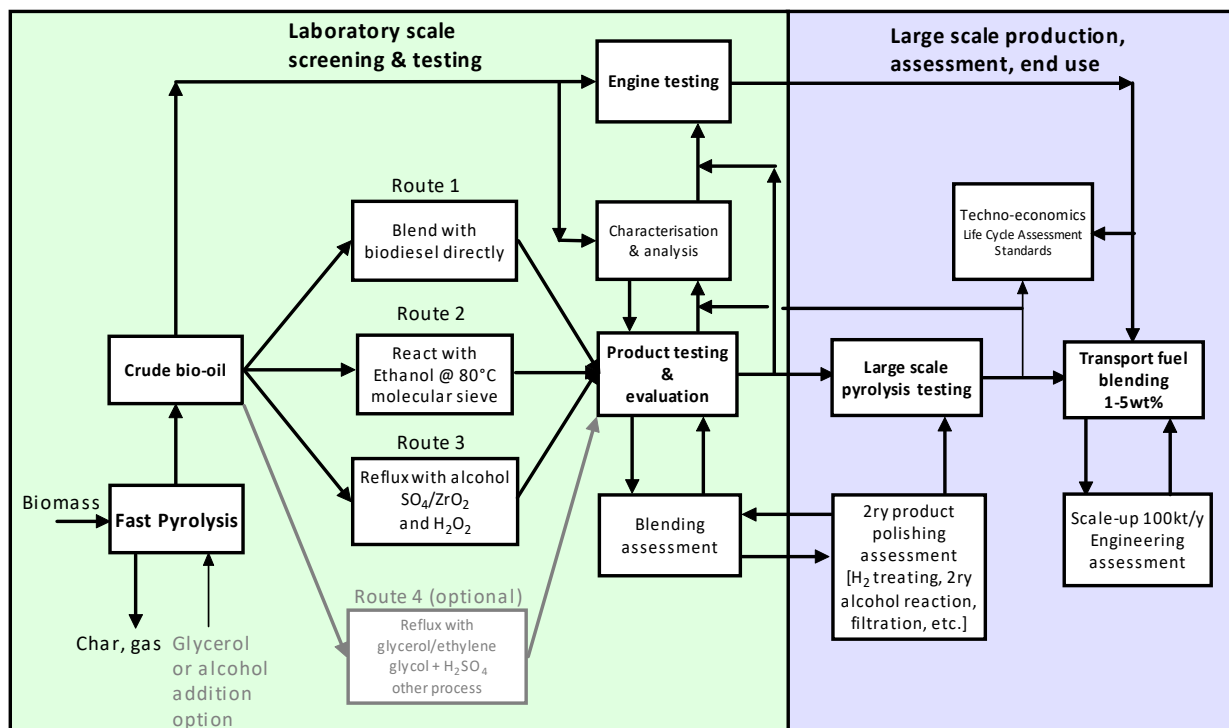 Laboratory scale
screening & testing
Large scale production,
assessment, end use
Engine testing
Route 1
Blend with
biodiesel directly
Characterisation
& analysis
Techno-economics
Life Cycle Assessment
Standards
Route 2
Crude bio-oil
React with
Ethanol @ 80°C
molecular sieve
Product testing
&
evaluation
Large scale
pyrolysis testing
Transport fuel
blending
1-5wt%
Route 3
Reflux with alcohol
SO4/ZrO2
and H2O2
Biomass
Fast Pyrolysis
Blending
assessment
2ry product
polishing
assessment
[H2 treating, 2ry
alcohol reaction,
filtration, etc.]
Scale-up 100kt/y
Engineering
assessment
Route 4 (optional)
Reflux with
glycerol/ethylene
glycol + H2SO4
other process
Char, gas
Glycerol
or alcohol
addition
option